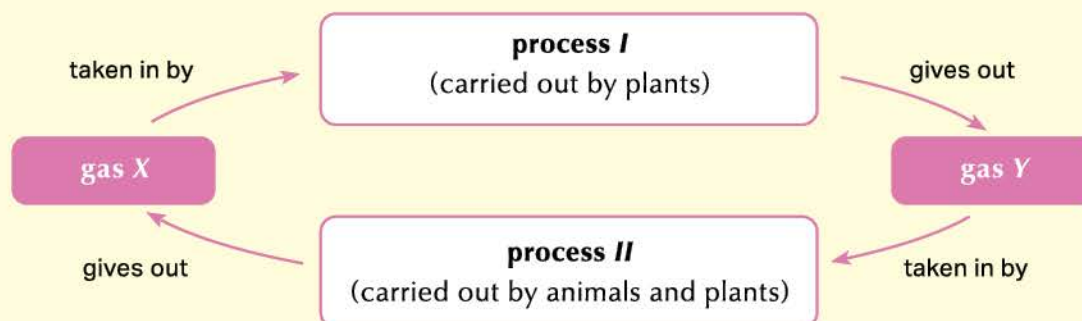 process I
(carried out by plants)
taken in by
gives out
gas X
gas Y
process II
(carried out by animals and plants)
gives out
taken in by